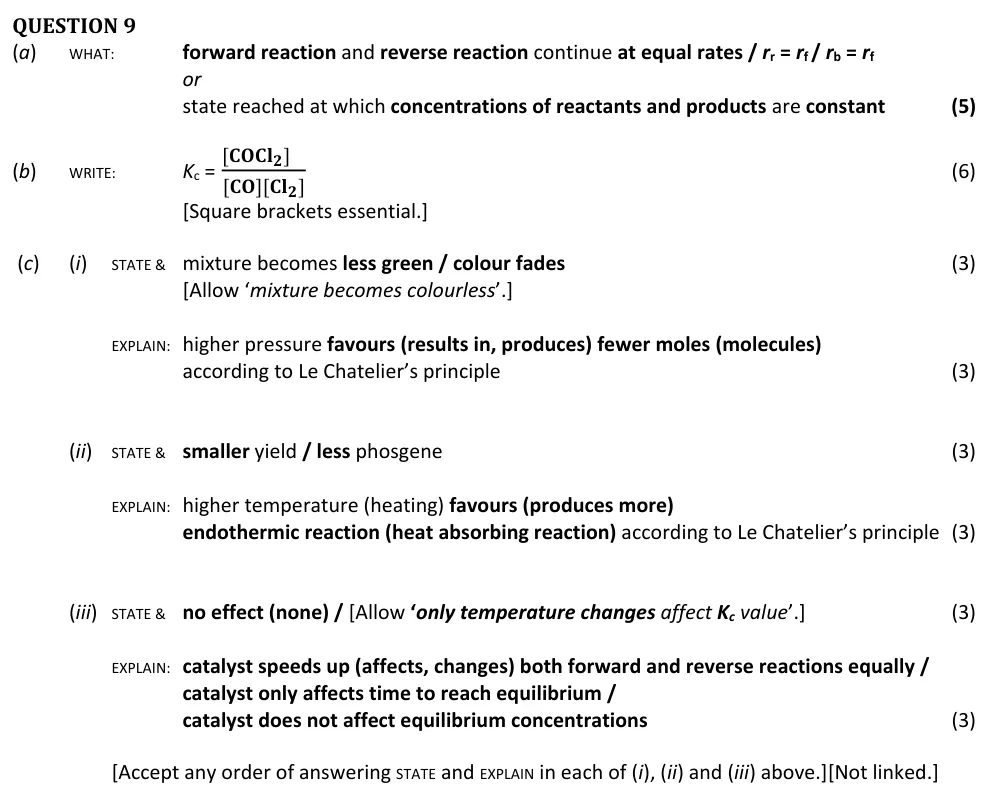 QUESTION 9
(a) WHAT: forward reaction and reverse reaction continue at equal rates / rr = rf / rb = rf
or
state reached at which concentrations of reactants and products are constant (5)
(b) WRITE: Kc = [COCl2] / [CO][Cl2] (6)
[Square brackets essential.]
(c) (i) STATE & mixture becomes less green / colour fades (3)
[Allow ‘mixture becomes colourless’.]
EXPLAIN: higher pressure favours (results in, produces) fewer moles (molecules)
according to Le Chatelier’s principle (3)
(ii) STATE & smaller yield / less phosgene (3)
EXPLAIN: higher temperature (heating) favours (produces more)
endothermic reaction (heat absorbing reaction) according to Le Chatelier’s principle (3)
(iii) STATE & no effect (none) / [Allow ‘only temperature changes affect Kc value’.] (3)
EXPLAIN: catalyst speeds up (affects, changes) both forward and reverse reactions equally /
catalyst only affects time to reach equilibrium /
catalyst does not affect equilibrium concentrations (3)
[Accept any order of answering STATE and EXPLAIN in each of (i), (ii) and (iii) above.][Not linked.]